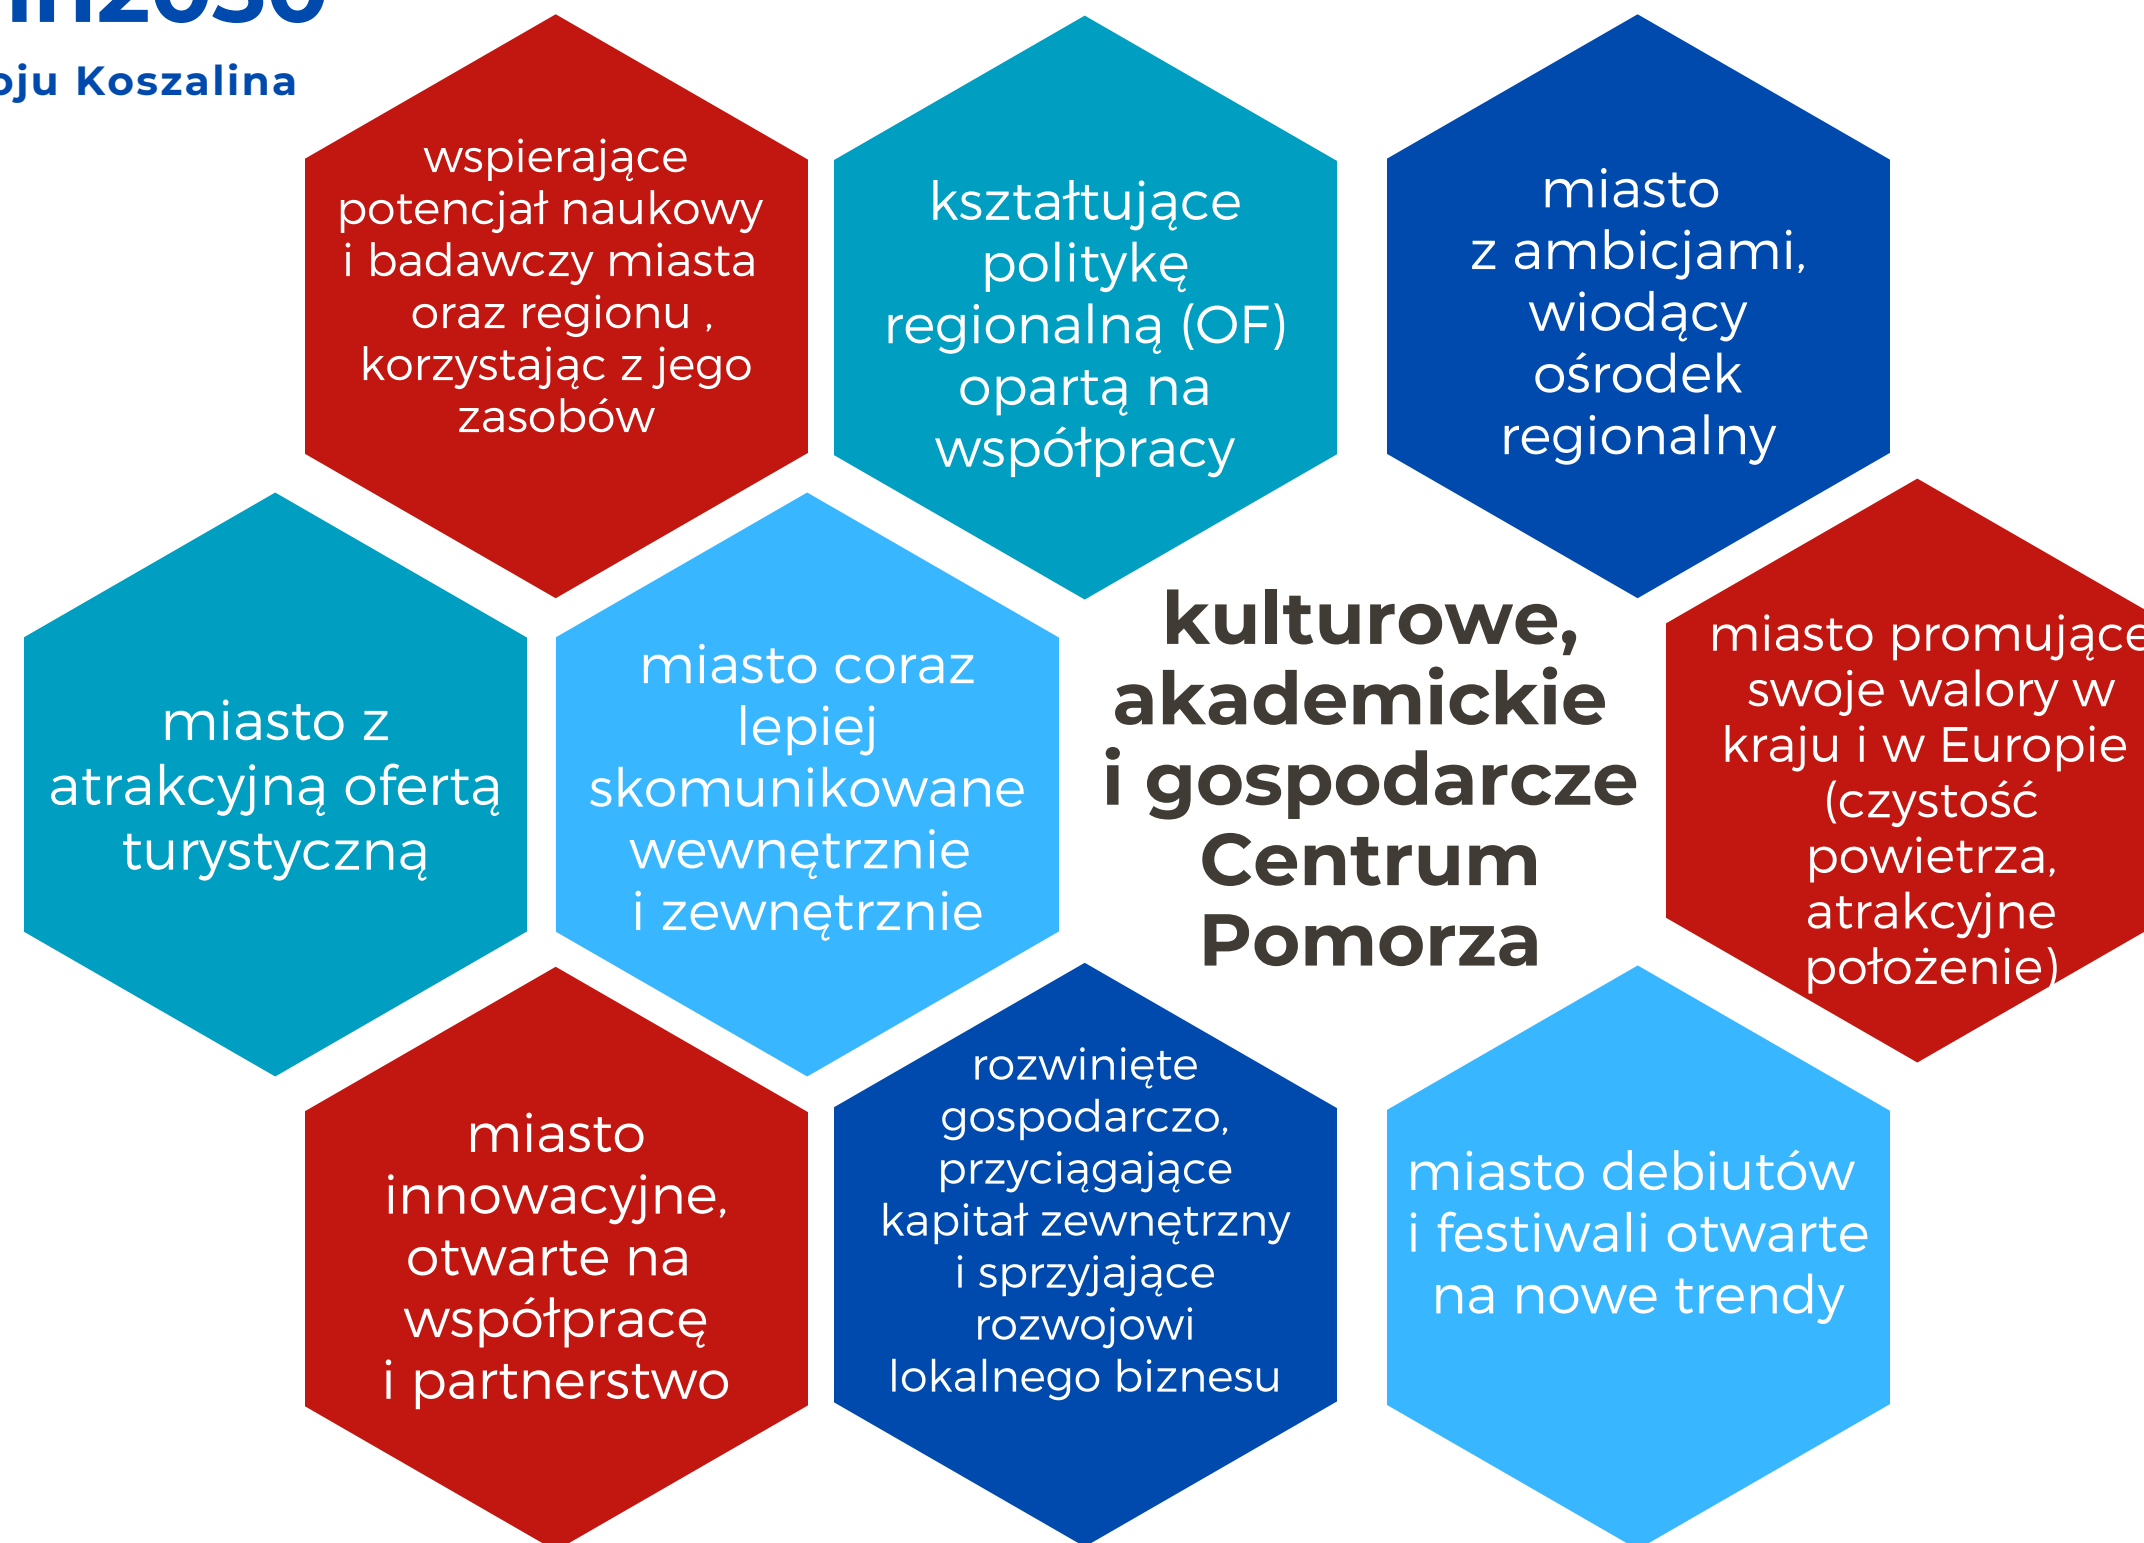 oju Koszalina
wspierające
potencjał naukowy
i badawczy miasta
oraz regionu ,
korzystając z jego
zasobów
kształtujące
politykę
regionalną (OF)
opartą na
współpracy
miasto
z ambicjami,
wiodący
ośrodek
regionalny
miasto z
atrakcyjną ofertą
turystyczną
miasto coraz
lepiej
skomunikowane
wewnętrznie
i zewnętrznie
kulturowe,
akademickie
i gospodarcze
Centrum
Pomorza
miasto promujące
swoje walory w
kraju i w Europie
(czystość
powietrza,
atrakcyjne
położenie)
miasto
innowacyjne,
otwarte na
współpracę
i partnerstwo
rozwinięte
gospodarczo,
przyciągające
kapitał zewnętrzny
i sprzyjające
rozwojowi
lokalnego biznesu
miasto debiutów
i festiwali otwarte
na nowe trendy